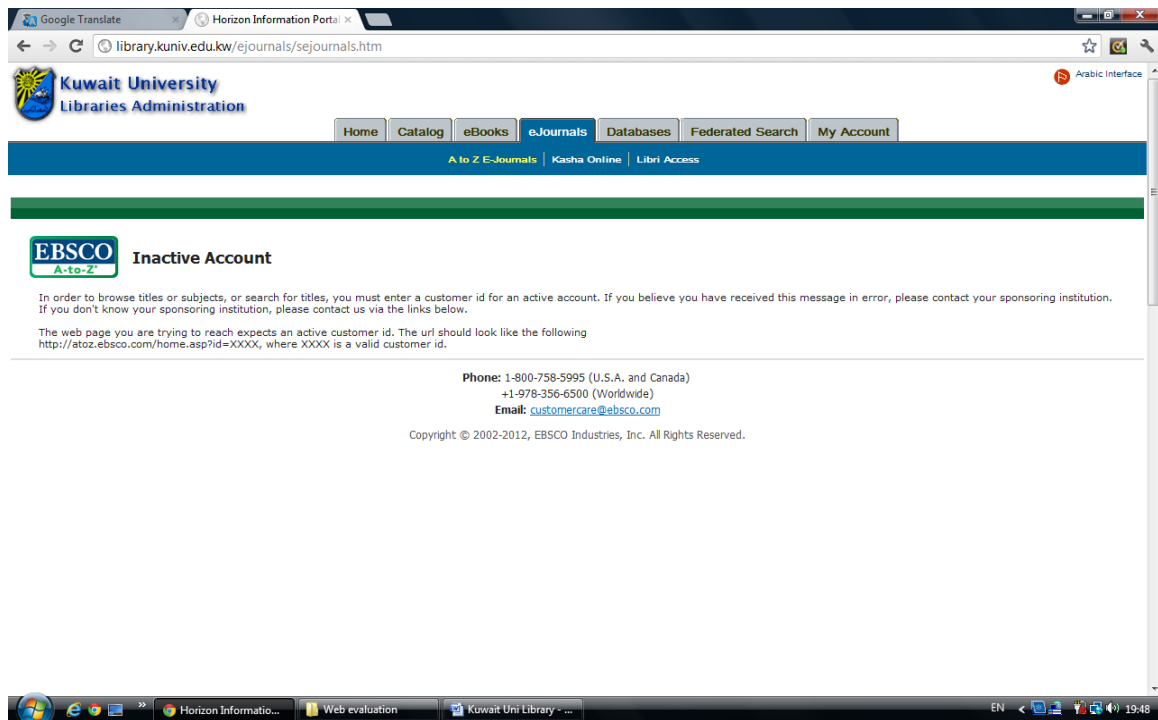 Google Translate
Horizon Information Portal
library.kuniv.edu.kw/ejournals/sejournals.htm
Kuwait University
Libraries Administration
Arabic Interface
Home Catalog eBooks eJournals Databases Federated Search My Account
A to Z E-Journals Kasha Online Libri Access
EBSCO
A-to-Z
Inactive Account
In order to browse titles or subjects, or search for titles, you must enter a customer id for an active account. If you believe you have received this message in error, please contact your sponsoring institution.
If you don't know your sponsoring institution, please contact us via the links below.
The web page you are trying to reach expects an active customer id. The url should look like the following
http://atoz.ebsco.com/home.asp?id=XXXX, where XXXX is a valid customer id.
Phone: 1-800-758-5995 (U.S.A. and Canada)
+1-978-356-6500 (Worldwide)
Email: customercare@ebsco.com
Copyright © 2002-2012, EBSCO Industries, Inc. All Rights Reserved.
Horizon Informatio... Web evaluation Kuwait Uni Library - ... EN 19:48